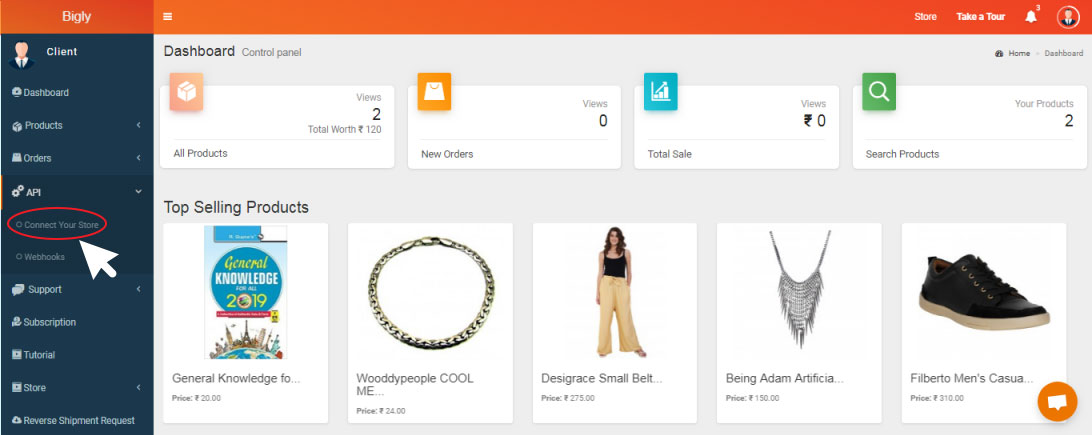 Bigly
Store
Take a Tour
3
Client
Dashboard
Products
Orders
API
Connect Your Store
Webhooks
Support
Subscription
Tutorial
Store
Reverse Shipment Request
Dashboard Control panel
Home - Dashboard
Views
2
Total Worth ₹ 120
All Products
Views
0
New Orders
Views
₹ 0
Total Sale
Your Products
2
Search Products
Top Selling Products
General
KNOWLEDGE
FOR ALL
2019
General Knowledge fo...
Price: ₹ 20.00
Wooddypeople COOL
ME...
Price: ₹ 24.00
Desigrace Small Belt...
Price: ₹ 275.00
Being Adam Artificia...
Price: ₹ 150.00
Filberto Men's Casua...
Price: ₹ 310.00